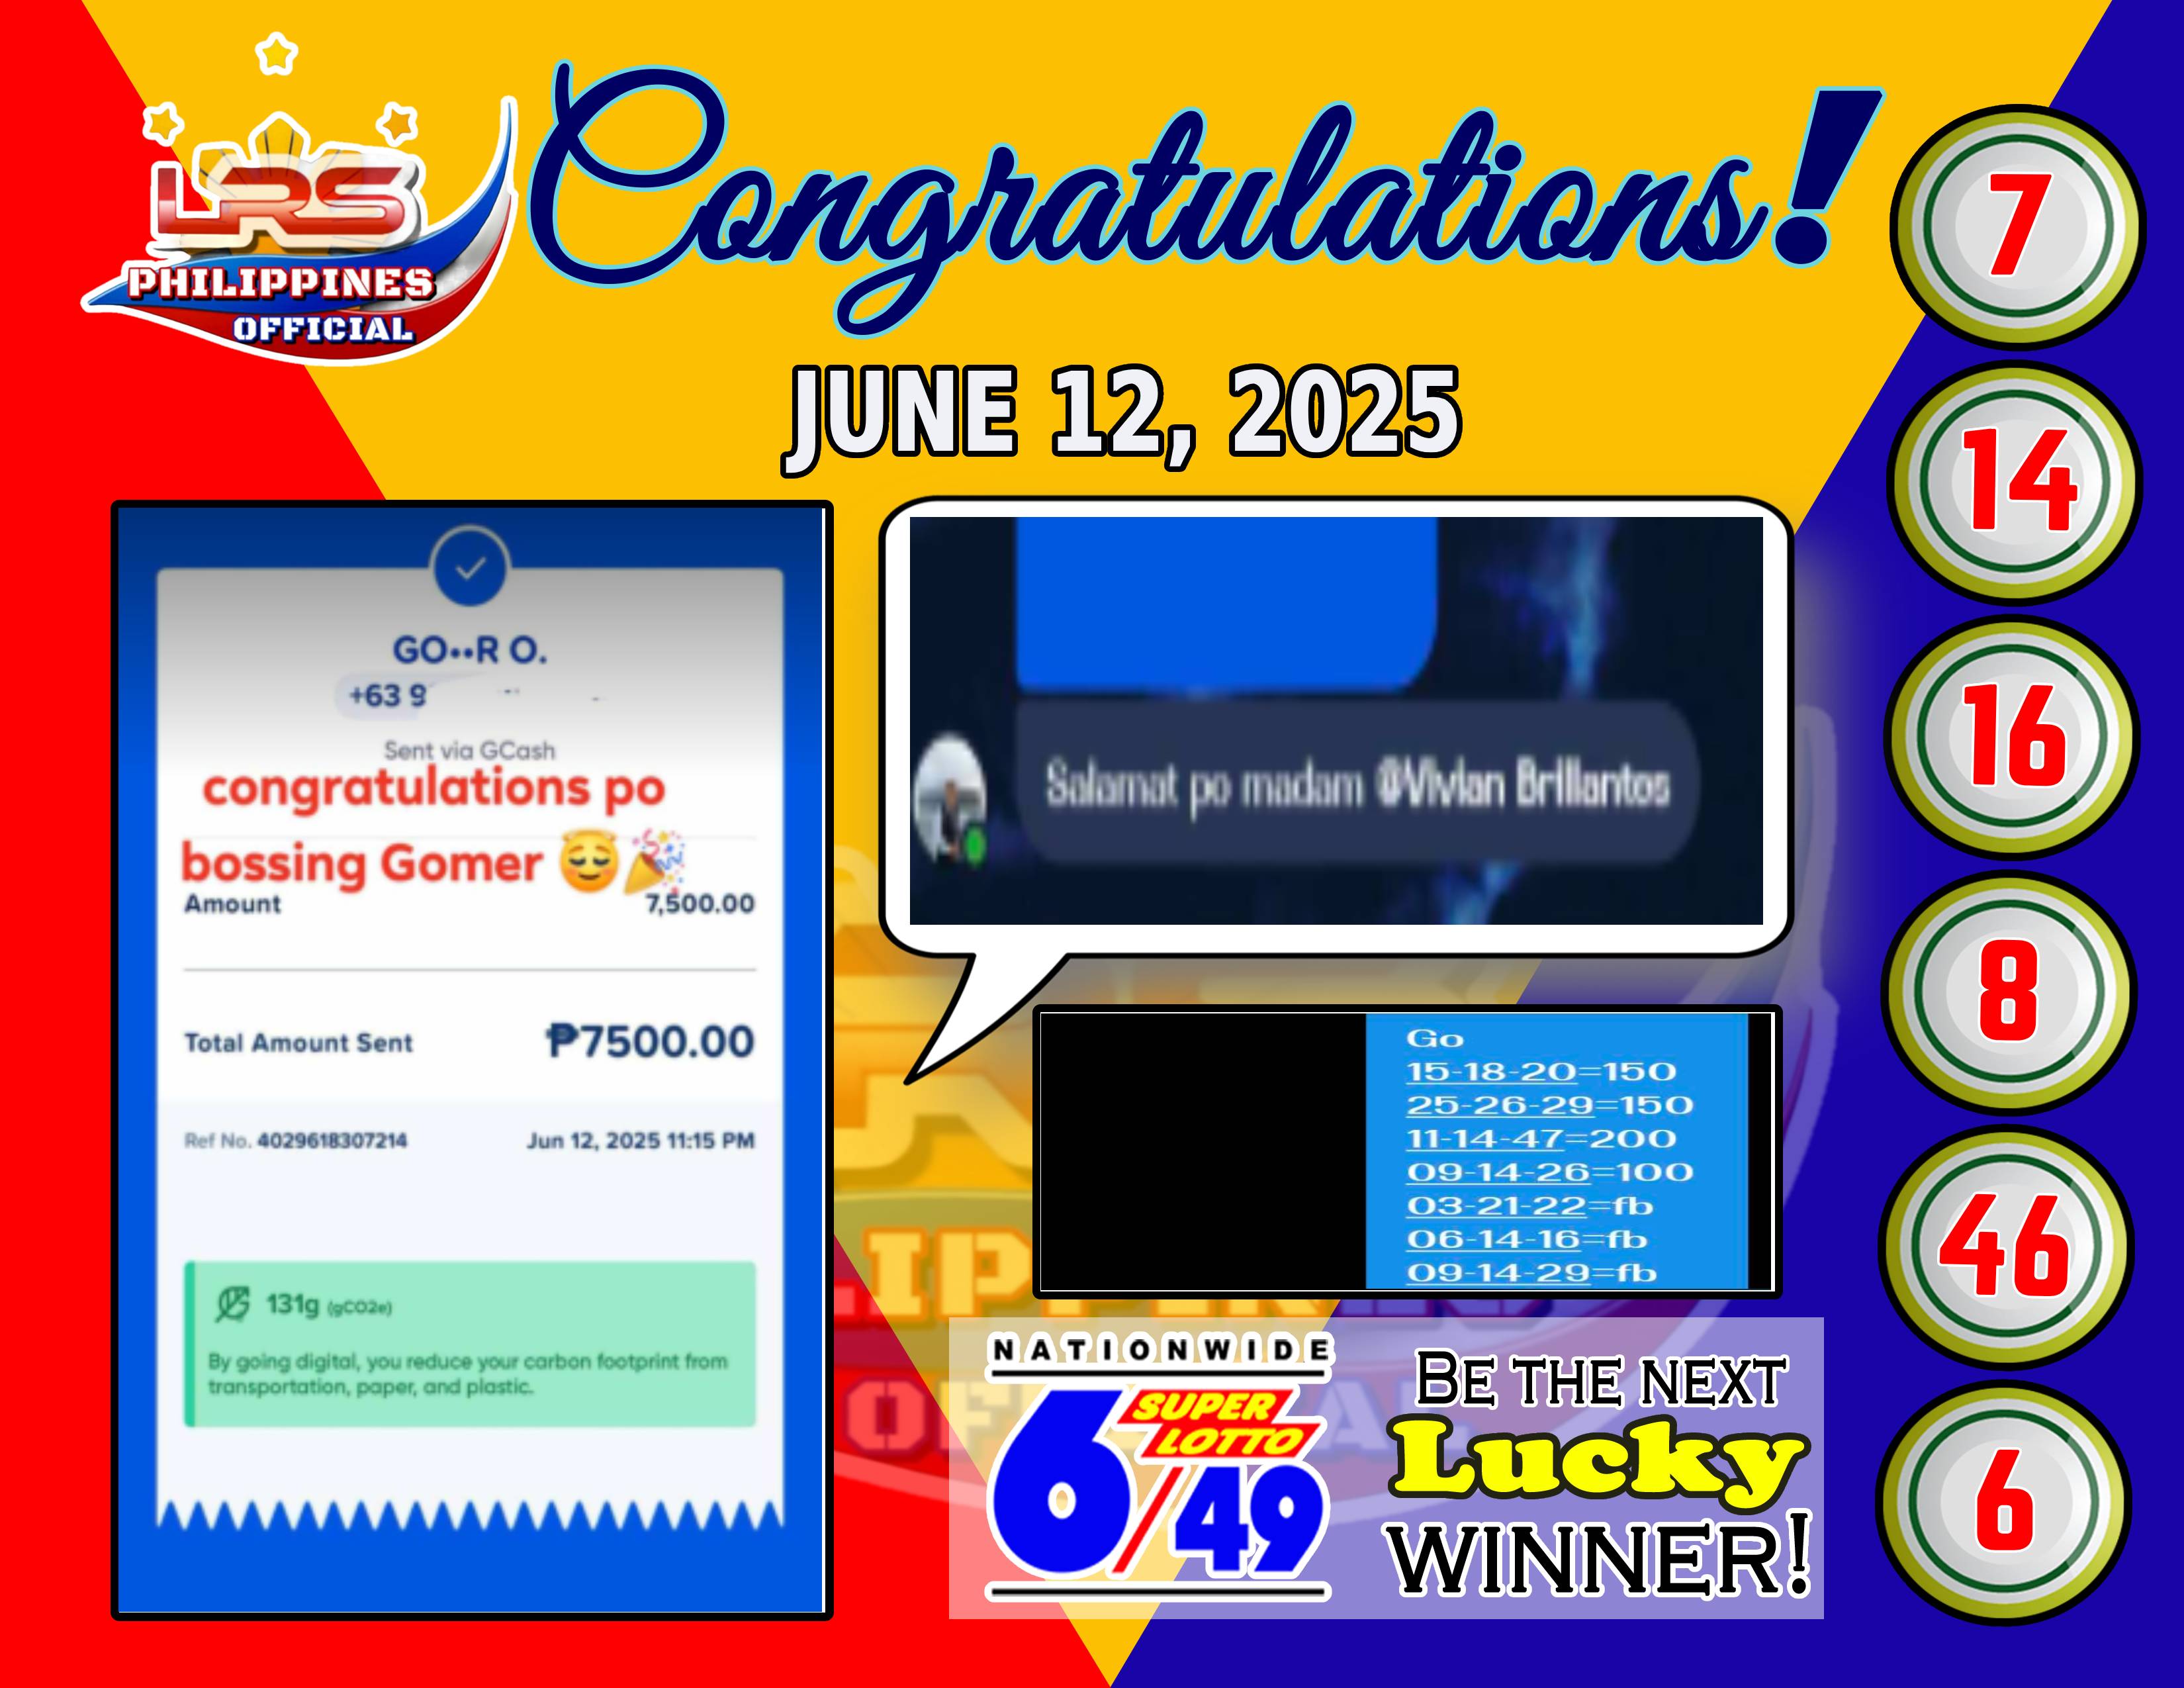 LRS
PHILIPPINES
OFFICIAL
Congratulations!
JUNE 12, 2025
GO••R O.
+63 9
Sent via GCash
congratulations po
bossing Gomer 😇🎉
Amount 7,500.00
Total Amount Sent ₱7500.00
Ref No. 4029618307214 Jun 12, 2025 11:15 PM
131g (gCO2e)
By going digital, you reduce your carbon footprint from
transportation, paper, and plastic.
Salamat po madam @Vivian Brillantos
Go
15-18-20=150
25-26-29=150
11-14-47=200
09-14-26=100
03-21-22=fb
06-14-16=fb
09-14-29=fb
NATIONWIDE
SUPER
LOTTO
6/49
BE THE NEXT
Lucky
WINNER!
7
14
16
8
46
6